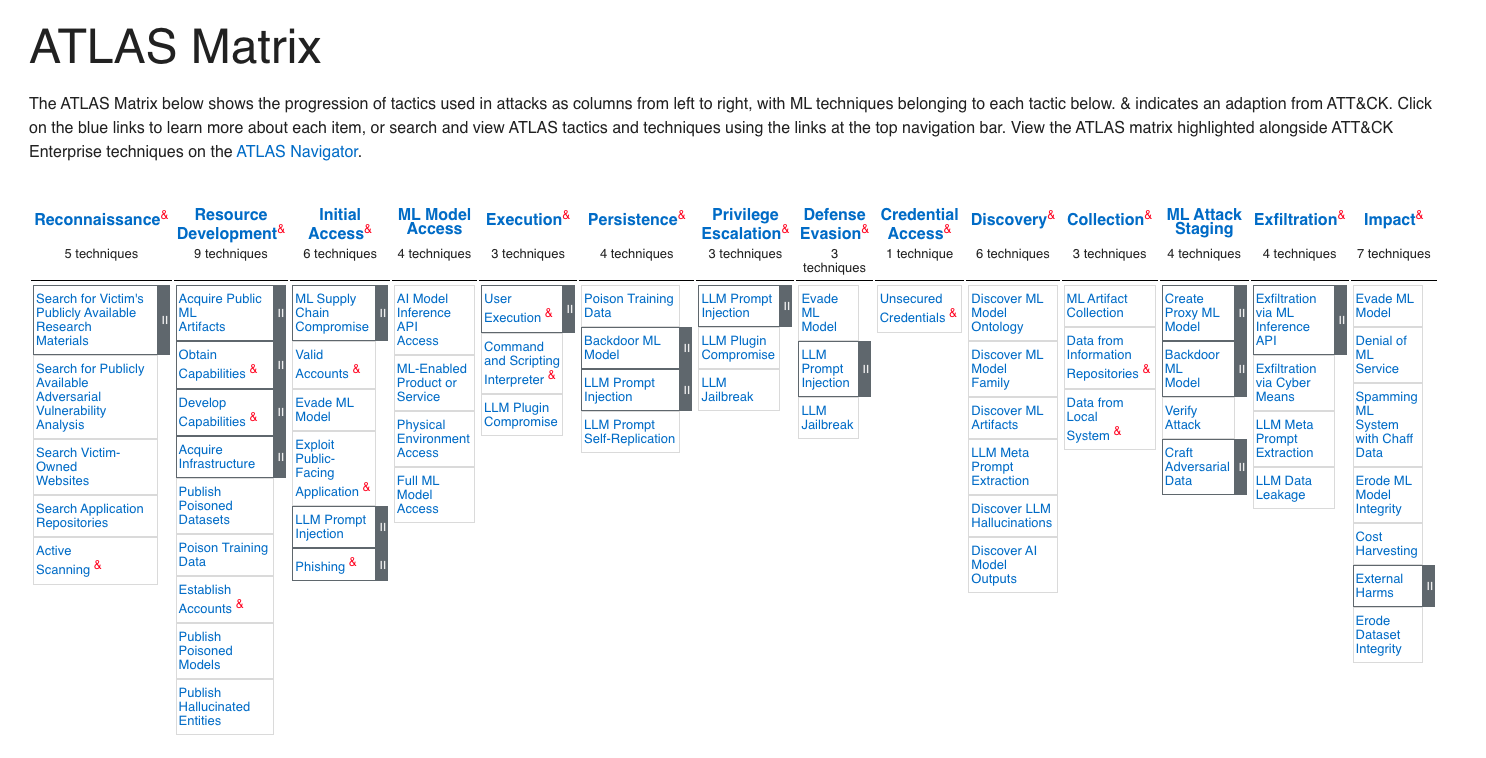 ATLAS Matrix
The ATLAS Matrix below shows the progression of tactics used in attacks as columns from left to right, with ML techniques belonging to each tactic below. & indicates an adaption from ATT&CK. Click
on the blue links to learn more about each item, or search and view ATLAS tactics and techniques using the links at the top navigation bar. View the ATLAS matrix highlighted alongside ATT&CK
Enterprise techniques on the ATLAS Navigator.
Reconnaissance&
5 techniques
Search for Victim's
Publicly Available
Research
Materials
Search for Publicly
Available
Adversarial
Vulnerability
Analysis
Search Victim-
Owned
Websites
Search Application
Repositories
Active
Scanning &
Resource
Development&
9 techniques
Acquire Public
ML
Artifacts
Obtain
Capabilities &
Develop
Capabilities &
Acquire
Infrastructure
Publish
Poisoned
Datasets
Poison Training
Data
Establish
Accounts &
Publish
Poisoned
Models
Publish
Hallucinated
Entities
Initial
Access&
6 techniques
ML Supply
Chain
Compromise
Valid
Accounts &
Evade ML
Model
Exploit
Public-
Facing
Application &
LLM Prompt
Injection
Phishing &
ML Model
Access
4 techniques
AI Model
Inference
API
Access
ML-Enabled
Product or
Service
Physical
Environment
Access
Full ML
Model
Access
Execution&
3 techniques
User
Execution &
Command
and Scripting
Interpreter &
LLM Plugin
Compromise
Persistence&
4 techniques
Poison Training
Data
Backdoor ML
Model
LLM Prompt
Injection
LLM Prompt
Self-Replication
Privilege
Escalation&
3 techniques
LLM Prompt
Injection
LLM Plugin
Compromise
LLM
Jailbreak
Defense
Evasion&
3
techniques
Evade
ML
Model
LLM
Prompt
Injection
LLM
Jailbreak
Credential
Access&
1 technique
Unsecured
Credentials &
Discovery&
6 techniques
Discover ML
Model
Ontology
Discover ML
Model
Family
Discover ML
Artifacts
LLM Meta
Prompt
Extraction
Discover LLM
Hallucinations
Discover AI
Model
Outputs
Collection&
3 techniques
ML Artifact
Collection
Data from
Information
Repositories &
Data from
Local
System &
ML Attack
Staging
4 techniques
Create
Proxy ML
Model
Backdoor
ML
Model
Verify
Attack
Craft
Adversarial
Data
Exfiltration&
4 techniques
Exfiltration
via ML
Inference
API
Exfiltration
via Cyber
Means
LLM Meta
Prompt
Extraction
LLM Data
Leakage
Impact&
7 techniques
Evade ML
Model
Denial of
ML
Service
Spamming
ML
System
with Chaff
Data
Erode ML
Model
Integrity
Cost
Harvesting
External
Harms
Erode
Dataset
Integrity